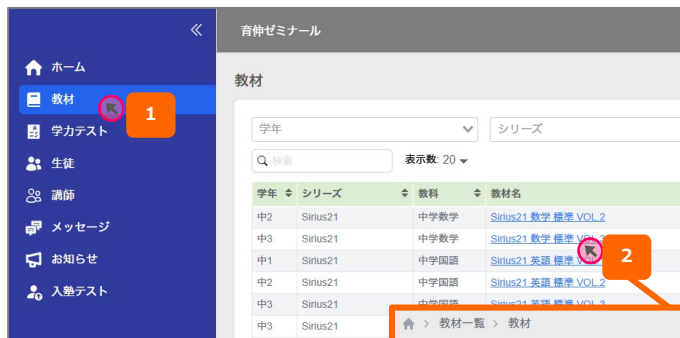 育伸ゼミナール
ホーム
教材
1
学力テスト
生徒
講師
メッセージ
お知らせ
入塾テスト
教材
学年
シリーズ
検索
表示数: 20
学年 シリーズ 教科 教材名
中2 Sirius21 中学数学 Sirius21 数学 標準 VOL.2
中3 Sirius21 中学数学 Sirius21 数学 標準
中1 Sirius21 中学国語 Sirius21 英語 標準
2
中2 Sirius21 中学国語 Sirius21 英語 標準 VOL.2
中3 Sirius21 中学国語 Sirius21 英語 標準 VOL.3
中3 Sirius21
教材一覧 > 教材